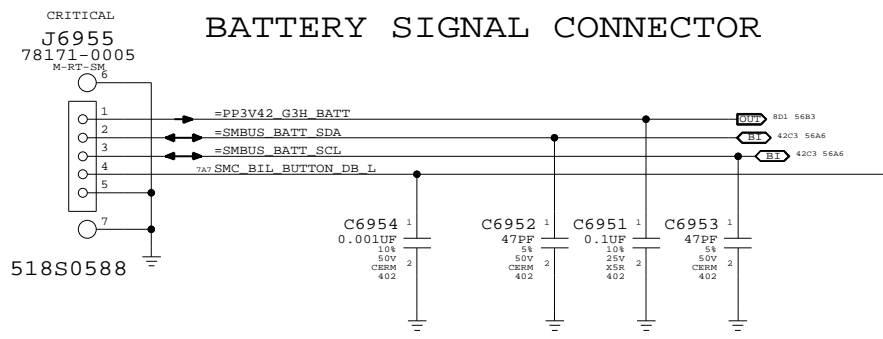 CRITICAL
BATTERY SIGNAL CONNECTOR
J6955
78171-0005
M-RT-SM
6
1
=PP3V42_G3H_BATT
OUT
8D1 56B3
2
=SMBUS_BATT_SDA
BI
42C3 56A6
3
=SMBUS_BATT_SCL
BI
42C3 56A6
4
7A7 SMC_BIL_BUTTON_DB_L
5
7
518S0588
C6954 1
0.001UF
10%
50V
CERM
402
2
C6952 1
47PF
5%
50V
CERM
402
2
C6951 1
0.1UF
10%
25V
X5R
402
2
C6953 1
47PF
5%
50V
CERM
402
2